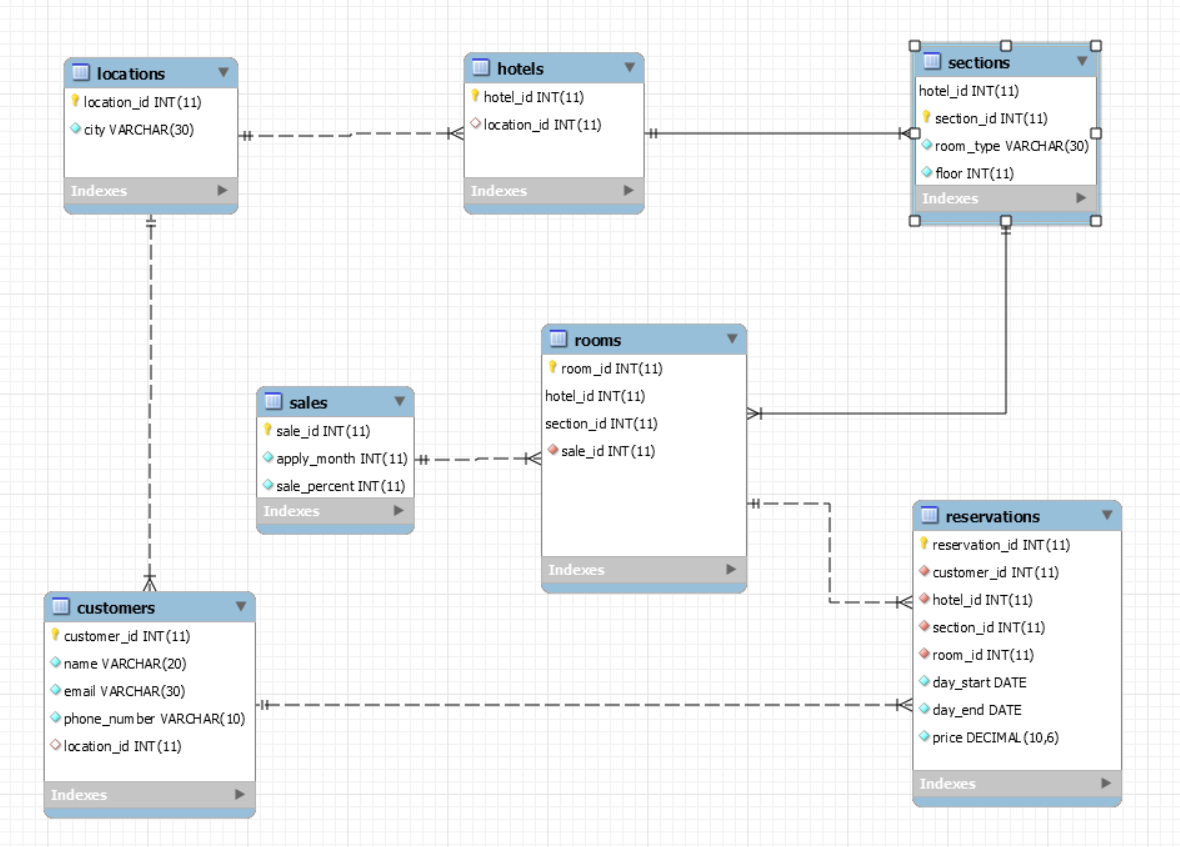 locations
location_id INT(11)
city VARCHAR(30)
Indexes
hotels
hotel_id INT(11)
location_id INT(11)
Indexes
sections
hotel_id INT(11)
section_id INT(11)
room_type VARCHAR(30)
floor INT(11)
Indexes
sales
sale_id INT(11)
apply_month INT(11)
sale_percent INT(11)
Indexes
rooms
room_id INT(11)
hotel_id INT(11)
section_id INT(11)
sale_id INT(11)
Indexes
customers
customer_id INT(11)
name VARCHAR(20)
email VARCHAR(30)
phone_number VARCHAR(10)
location_id INT(11)
Indexes
reservations
reservation_id INT(11)
customer_id INT(11)
hotel_id INT(11)
section_id INT(11)
room_id INT(11)
day_start DATE
day_end DATE
price DECIMAL(10,6)
Indexes